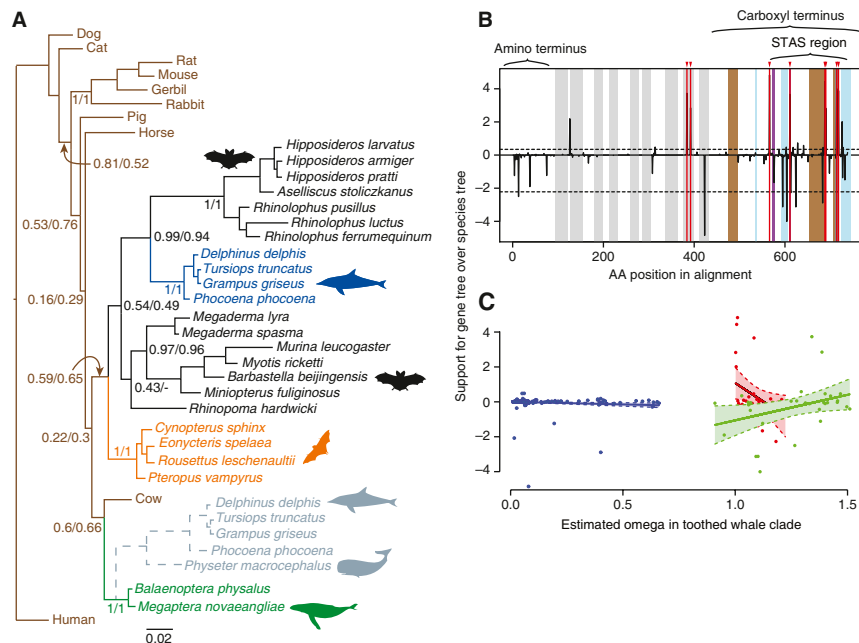 A
Dog
Cat
Rat
Mouse
Gerbil
1/1
Rabbit
Pig
Horse
0.81/0.52
Hipposideros larvatus
Hipposideros armiger
Hipposideros pratti
Aselliscus stoliczkanus
1/1
Rhinolophus pusillus
Rhinolophus luctus
Rhinolophus ferrumequinum
0.53/0.76
0.99/0.94
Delphinus delphis
Tursiops truncatus
Grampus griseus
1/1
Phocoena phocoena
0.16/0.29
0.54/0.49
Megaderma lyra
Megaderma spasma
0.97/0.96
Murina leucogaster
Myotis ricketti
Barbastella beijingensis
0.59/0.65
0.43/-
Miniopterus fuliginosus
Rhinopoma hardwicki
0.22/0.3
Cynopterus sphinx
Eonycteris spelaea
1/1
Rousettus leschenaultii
Pteropus vampyrus
Cow
Delphinus delphis
Tursiops truncatus
0.6/0.66
Grampus griseus
Phocoena phocoena
Physeter macrocephalus
Balaenoptera physalus
1/1
Megaptera novaeangliae
Human
0.02
B
Carboxyl terminus
Amino terminus
STAS region
4
2
0
−2
−4
0 200 400 600
AA position in alignment
Support for gene tree over species tree
C
4
2
0
−2
−4
0.0 0.5 1.0 1.5
Estimated omega in toothed whale clade